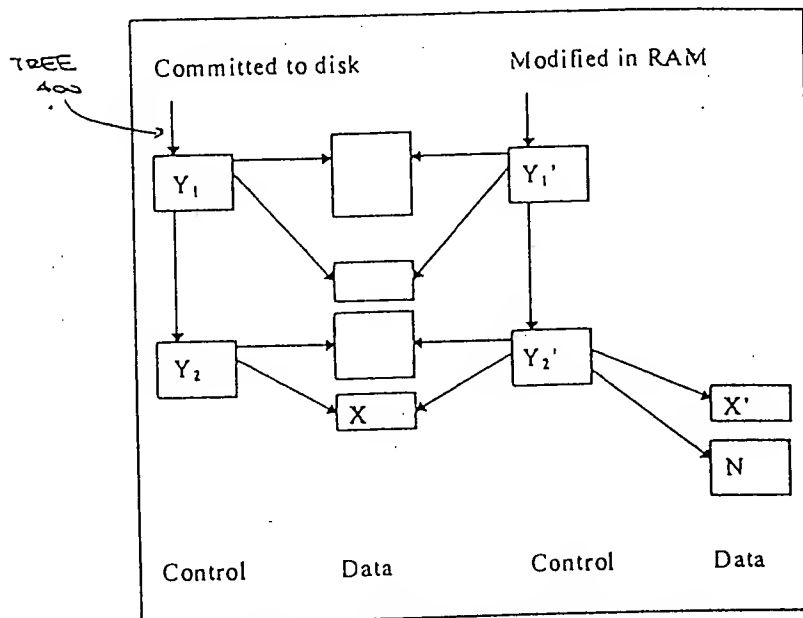 TREE
400
Committed to disk
Modified in RAM
Y₁
Y₁'
Y₂
Y₂'
X
X'
N
Control
Data
Control
Data